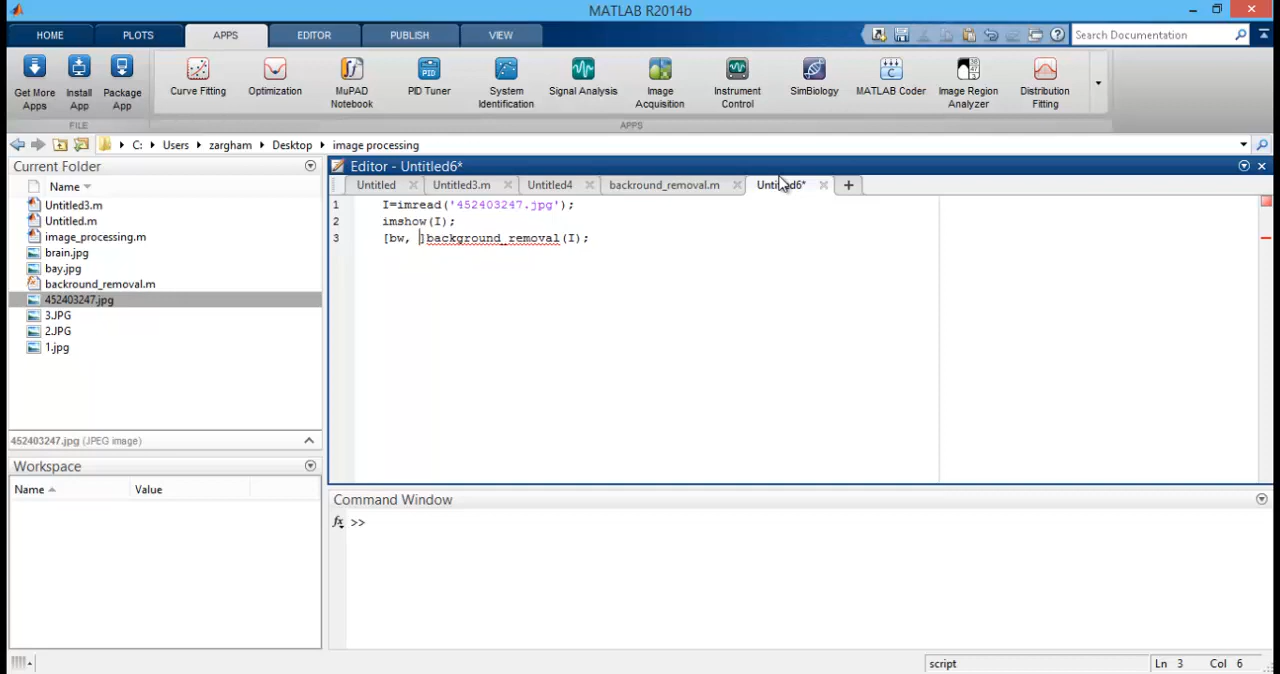 MATLAB R2014b
HOME PLOTS APPS EDITOR PUBLISH VIEW Search Documentation
Get More Apps
Install App
Package App
Curve Fitting
Optimization
MuPAD Notebook
PID Tuner
System Identification
Signal Analysis
Image Acquisition
Instrument Control
SimBiology
MATLAB Coder
Image Region Analyzer
Distribution Fitting
FILE APPS
C: Users zargham Desktop image processing
Current Folder
Name
Untitled3.m
Untitled.m
image_processing.m
brain.jpg
bay.jpg
backround_removal.m
452403247.jpg
3.JPG
2.JPG
1.jpg
452403247.jpg (JPEG image)
Workspace
Name Value
Editor - Untitled6*
Untitled Untitled3.m Untitled4 backround_removal.m Untitled6* +
1 I=imread('452403247.jpg');
2 imshow(I);
3 [bw, ]background_removal(I);
Command Window
fx >>
script Ln 3 Col 6